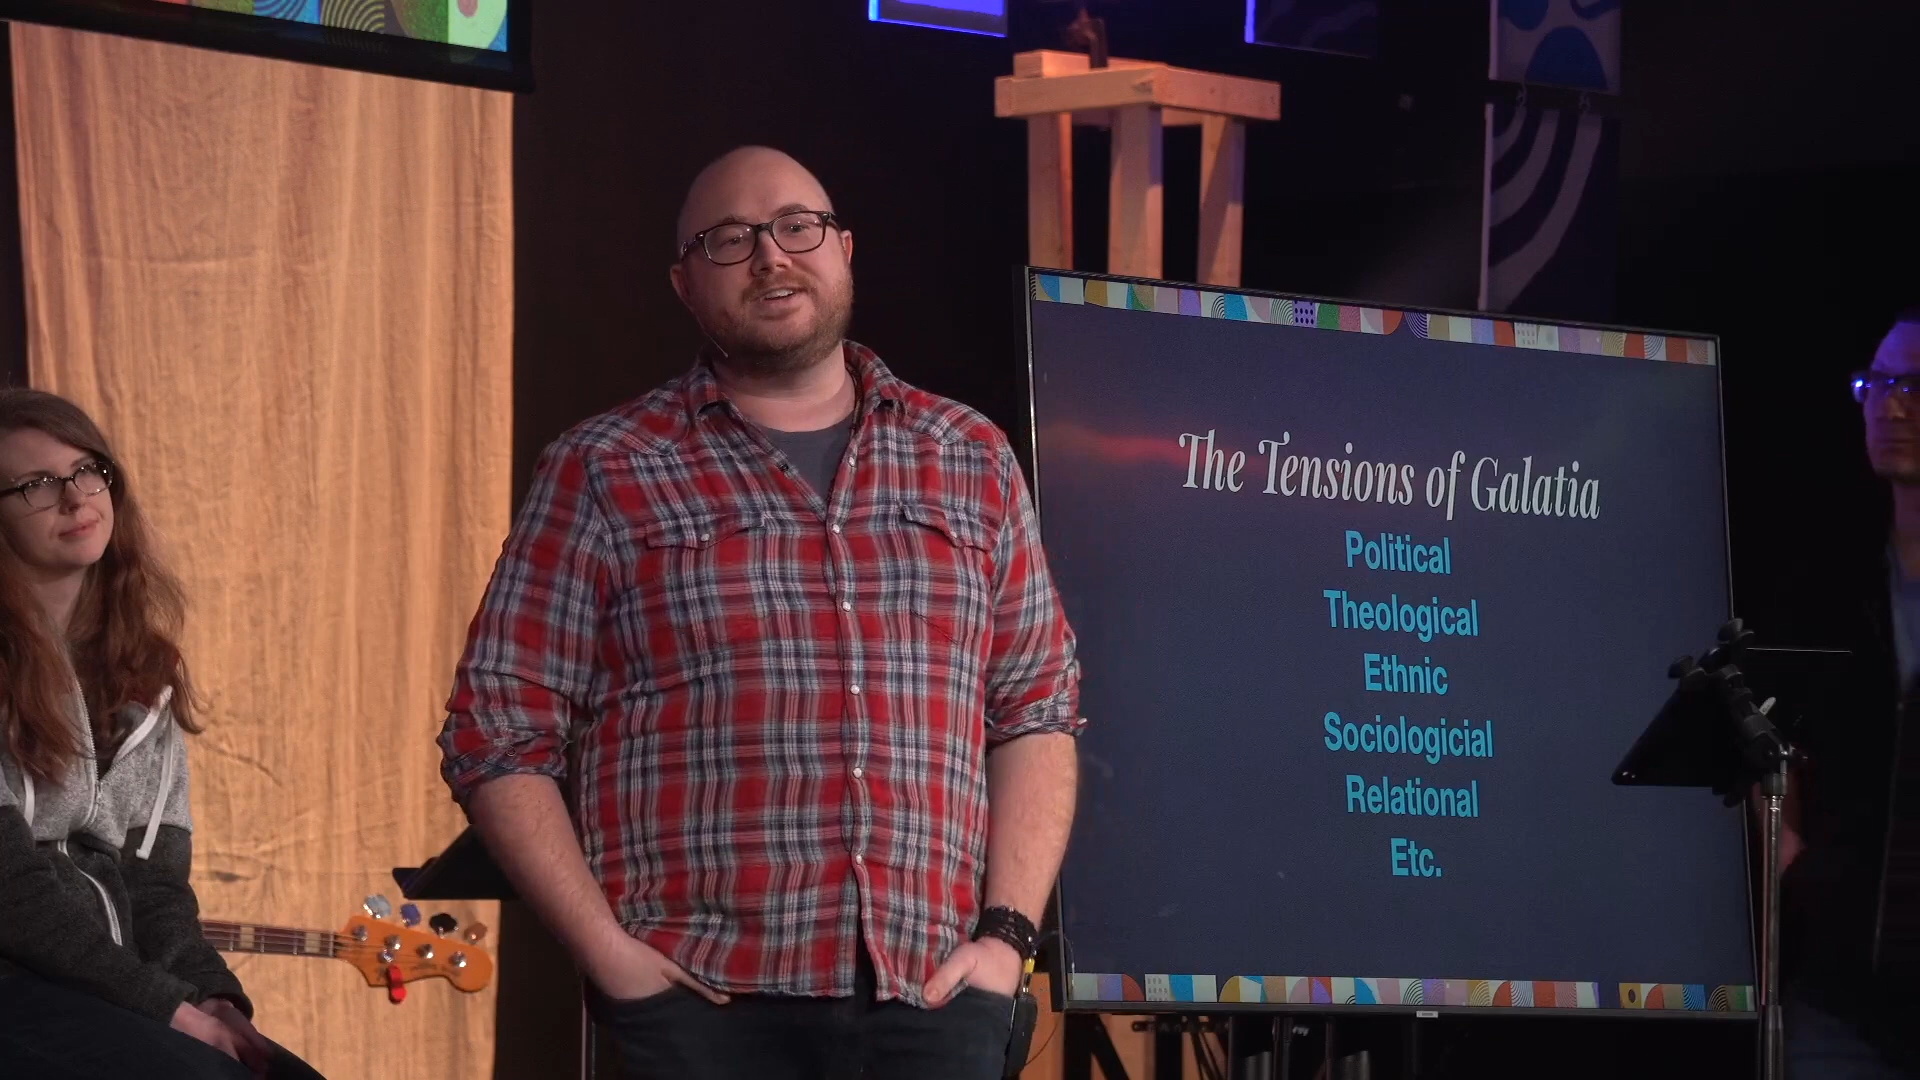 The Tensions of Galatia
Political
Theological
Ethnic
Sociologicial
Relational
Etc.